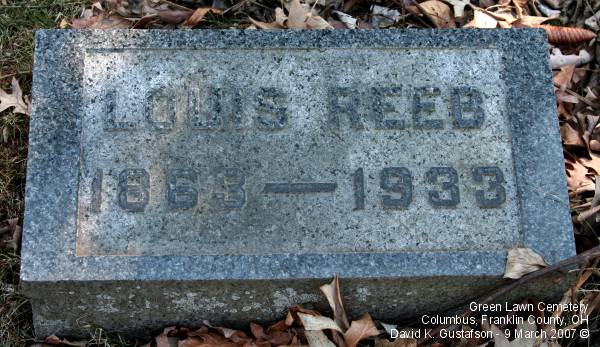 LOUIS REEB
1863—1933
Green Lawn Cemetery
Columbus, Franklin County, OH
David K. Gustafson - 9 March 2007 ©